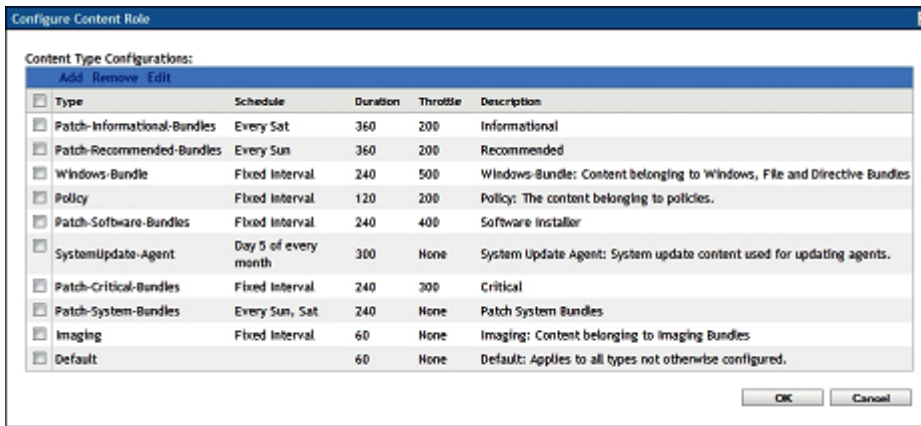 Configure Content Role
Content Type Configurations:
Add Remove Edit
Type Schedule Duration Throttle Description
Patch-Informational-Bundles Every Sat 360 200 Informational
Patch-Recommended-Bundles Every Sun 360 200 Recommended
Windows-Bundle Fixed Interval 240 500 Windows-Bundle: Content belonging to Windows, File and Directive Bundles
Policy Fixed Interval 120 200 Policy: The content belonging to policies.
Patch-Software-Bundles Fixed Interval 240 400 Software Installer
SystemUpdate-Agent Day 5 of every month 300 None System Update Agent: System update content used for updating agents.
Patch-Critical-Bundles Fixed Interval 240 300 Critical
Patch-System-Bundles Every Sun, Sat 240 None Patch System Bundles
Imaging Fixed Interval 60 None Imaging: Content belonging to Imaging Bundles
Default 60 None Default: Applies to all types not otherwise configured.
OK Cancel